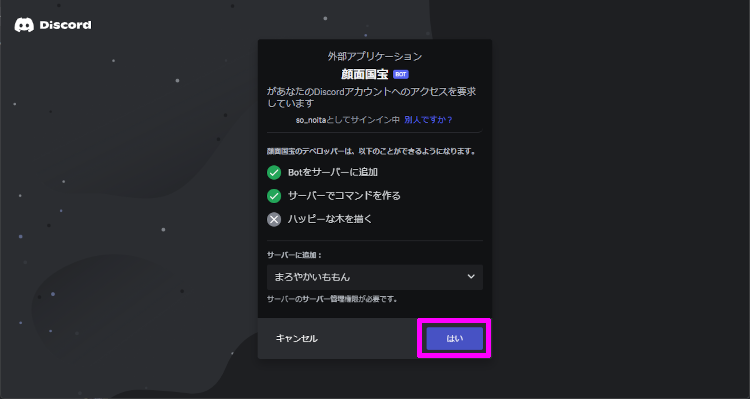 Discord
外部アプリケーション
顔面国宝 BOT
があなたのDiscordアカウントへのアクセスを要求
しています
so_noitaとしてサインイン中 別人ですか？
顔面国宝のデベロッパーは、以下のことができるようになります。
Botをサーバーに追加
サーバーでコマンドを作る
ハッピーな木を描く
サーバーに追加：
まろやかいももん
サーバーのサーバー管理権限が必要です。
キャンセル
はい